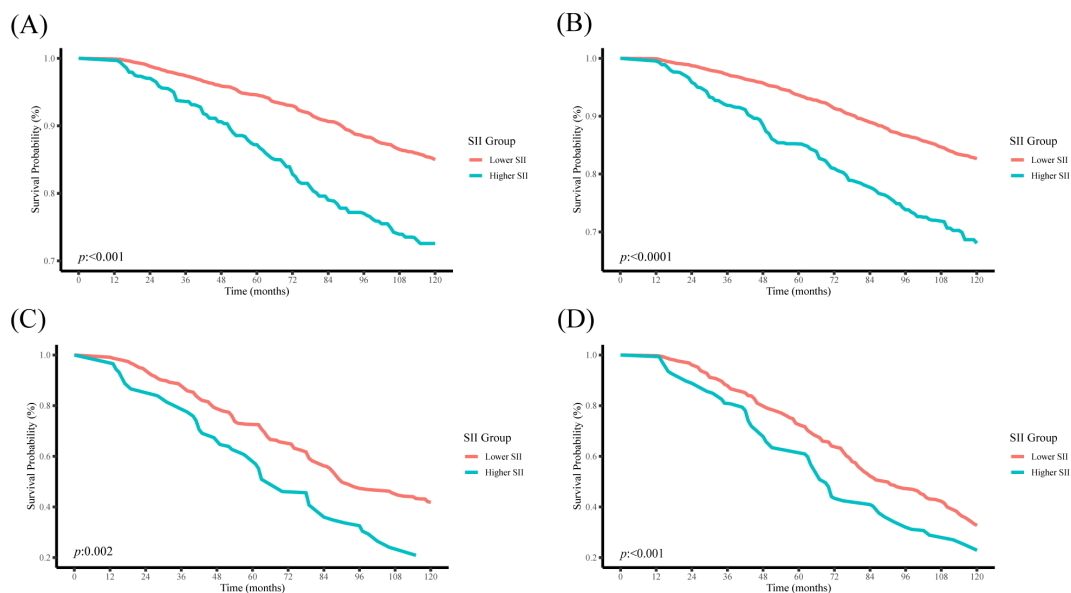 (A)
Survival Probability (%)
1.0
0.9
0.8
0.7
p:<0.001
0 12 24 36 48 60 72 84 96 108 120
Time (months)
SII Group
Lower SII
Higher SII
(B)
Survival Probability (%)
1.0
0.9
0.8
0.7
p:<0.0001
0 12 24 36 48 60 72 84 96 108 120
Time (months)
SII Group
Lower SII
Higher SII
(C)
Survival Probability (%)
1.0
0.8
0.6
0.4
0.2
p:0.002
0 12 24 36 48 60 72 84 96 108 120
Time (months)
SII Group
Lower SII
Higher SII
(D)
Survival Probability (%)
1.0
0.8
0.6
0.4
0.2
p:<0.001
0 12 24 36 48 60 72 84 96 108 120
Time (months)
SII Group
Lower SII
Higher SII